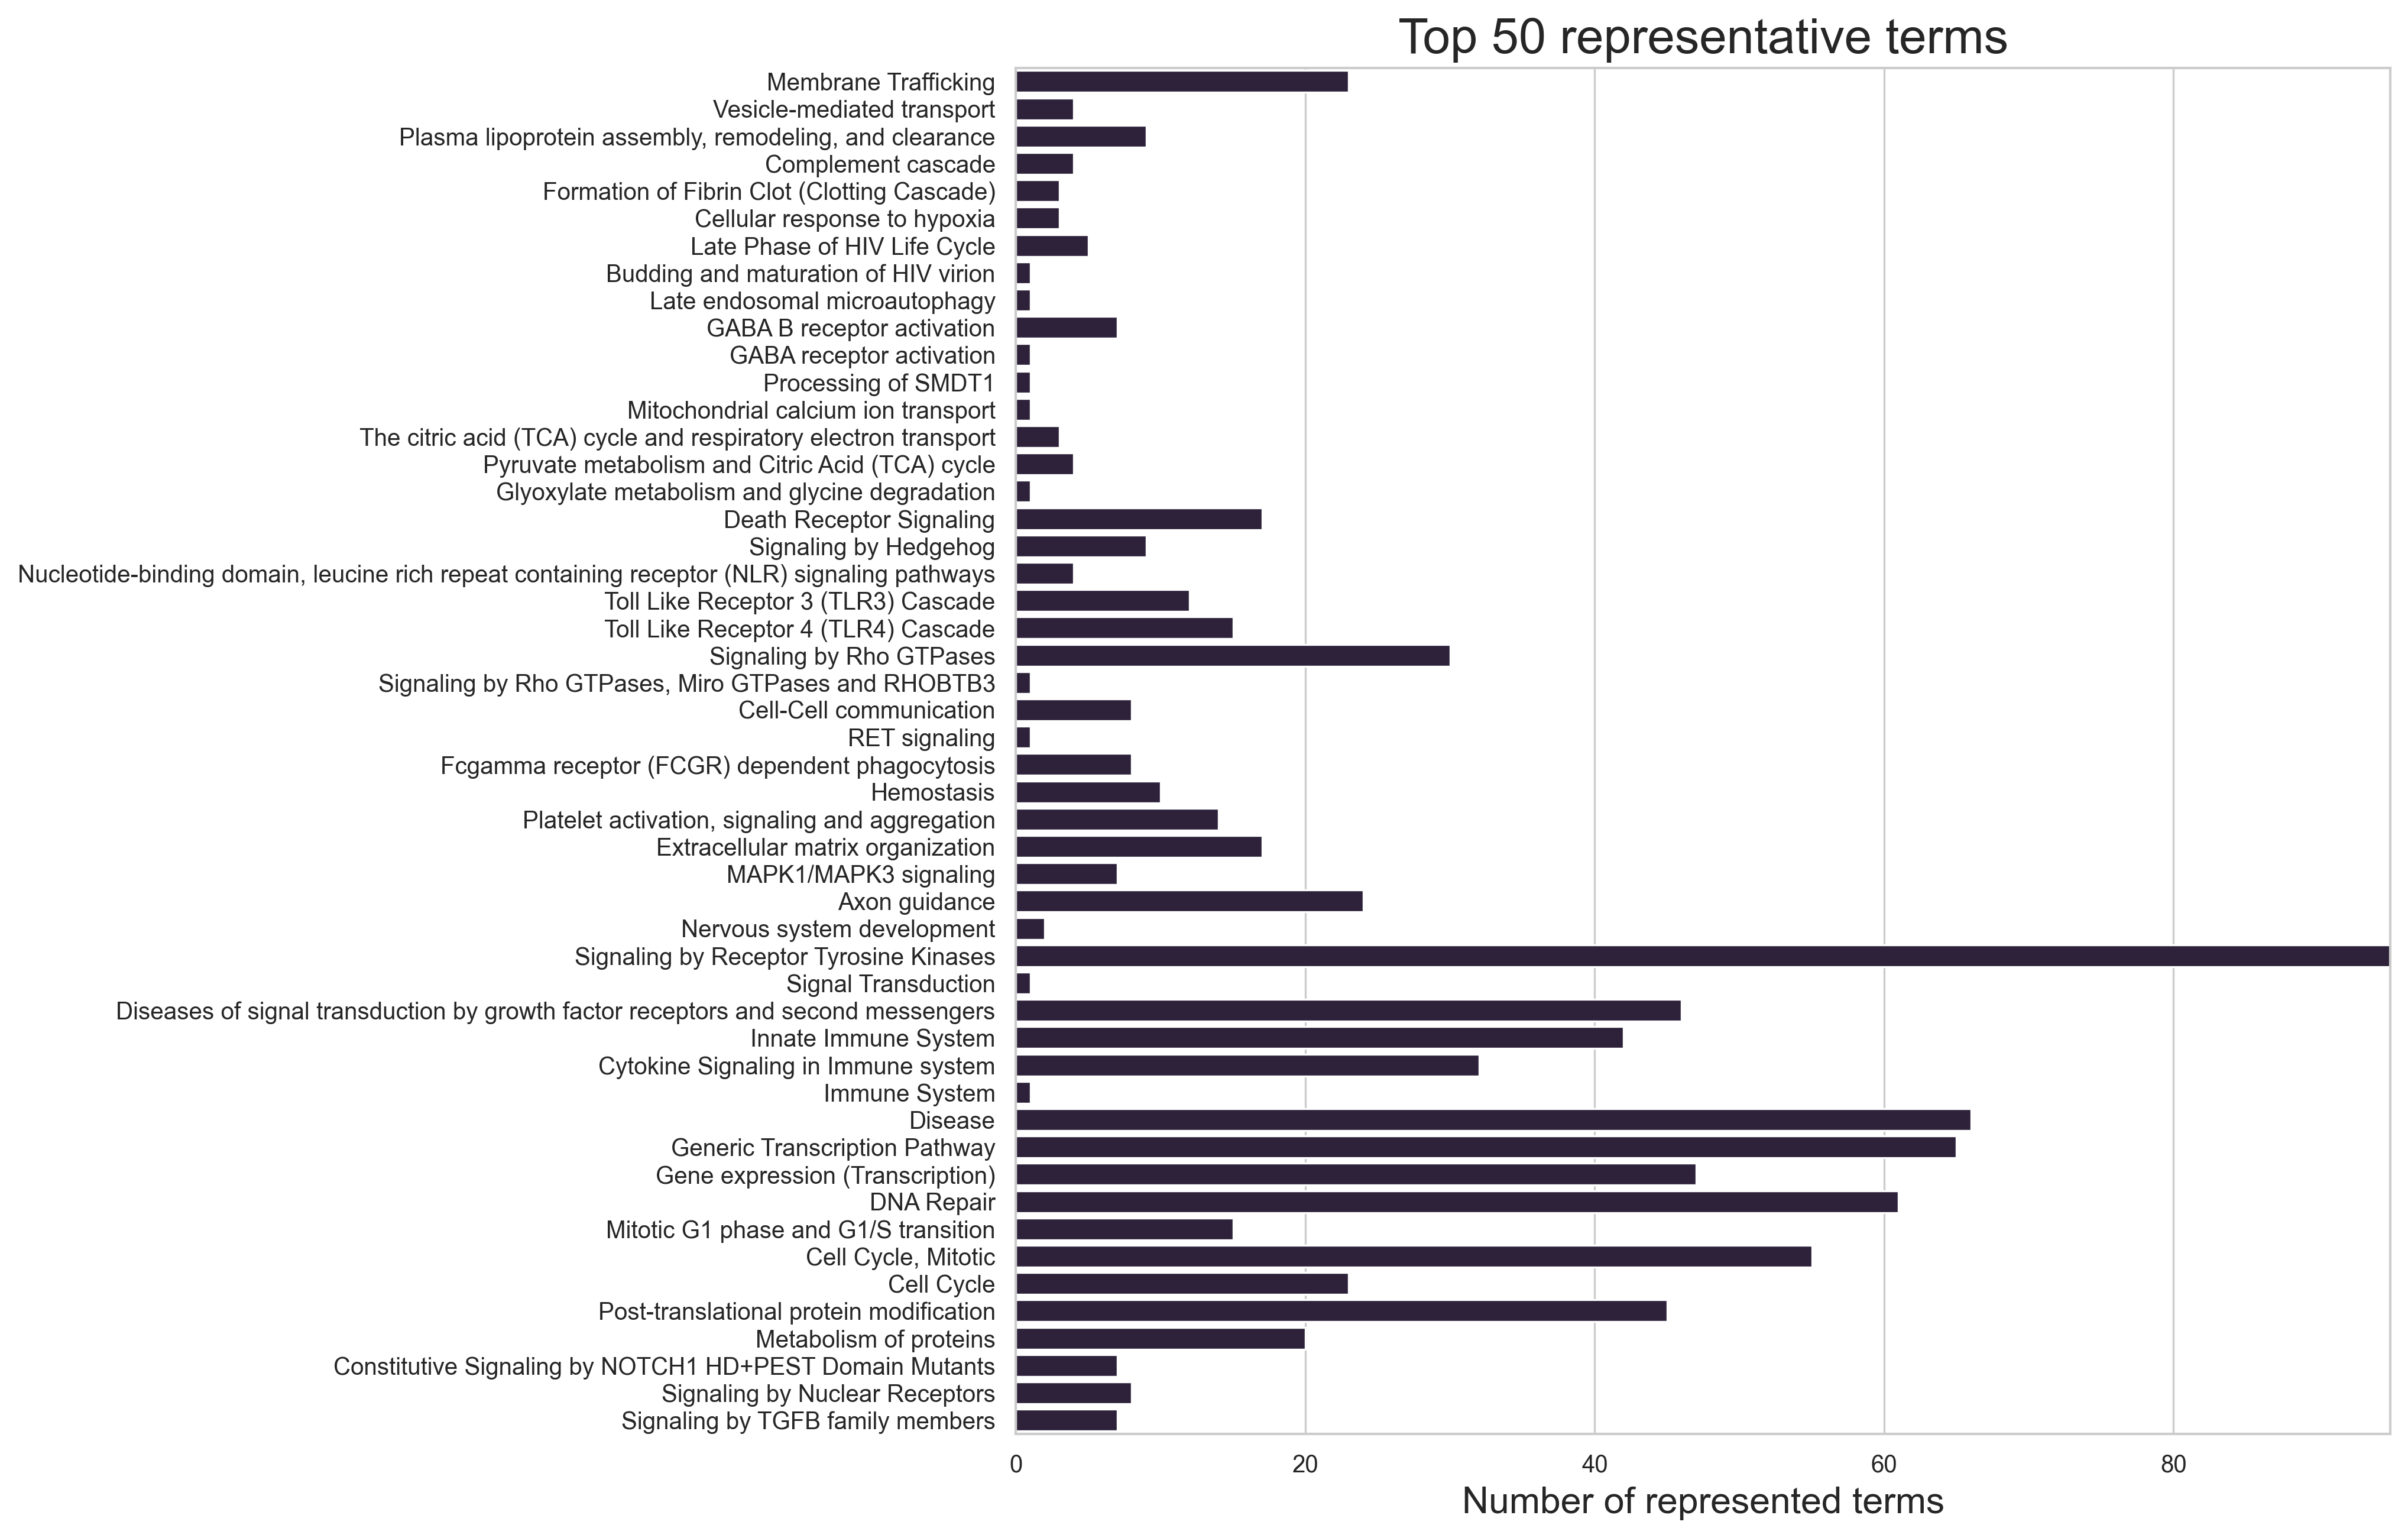 Top 50 representative terms
Membrane Trafficking
Vesicle-mediated transport
Plasma lipoprotein assembly, remodeling, and clearance
Complement cascade
Formation of Fibrin Clot (Clotting Cascade)
Cellular response to hypoxia
Late Phase of HIV Life Cycle
Budding and maturation of HIV virion
Late endosomal microautophagy
GABA B receptor activation
GABA receptor activation
Processing of SMDT1
Mitochondrial calcium ion transport
The citric acid (TCA) cycle and respiratory electron transport
Pyruvate metabolism and Citric Acid (TCA) cycle
Glyoxylate metabolism and glycine degradation
Death Receptor Signaling
Signaling by Hedgehog
Nucleotide-binding domain, leucine rich repeat containing receptor (NLR) signaling pathways
Toll Like Receptor 3 (TLR3) Cascade
Toll Like Receptor 4 (TLR4) Cascade
Signaling by Rho GTPases
Signaling by Rho GTPases, Miro GTPases and RHOBTB3
Cell-Cell communication
RET signaling
Fcgamma receptor (FCGR) dependent phagocytosis
Hemostasis
Platelet activation, signaling and aggregation
Extracellular matrix organization
MAPK1/MAPK3 signaling
Axon guidance
Nervous system development
Signaling by Receptor Tyrosine Kinases
Signal Transduction
Diseases of signal transduction by growth factor receptors and second messengers
Innate Immune System
Cytokine Signaling in Immune system
Immune System
Disease
Generic Transcription Pathway
Gene expression (Transcription)
DNA Repair
Mitotic G1 phase and G1/S transition
Cell Cycle, Mitotic
Cell Cycle
Post-translational protein modification
Metabolism of proteins
Constitutive Signaling by NOTCH1 HD+PEST Domain Mutants
Signaling by Nuclear Receptors
Signaling by TGFB family members
0 20 40 60 80
Number of represented terms